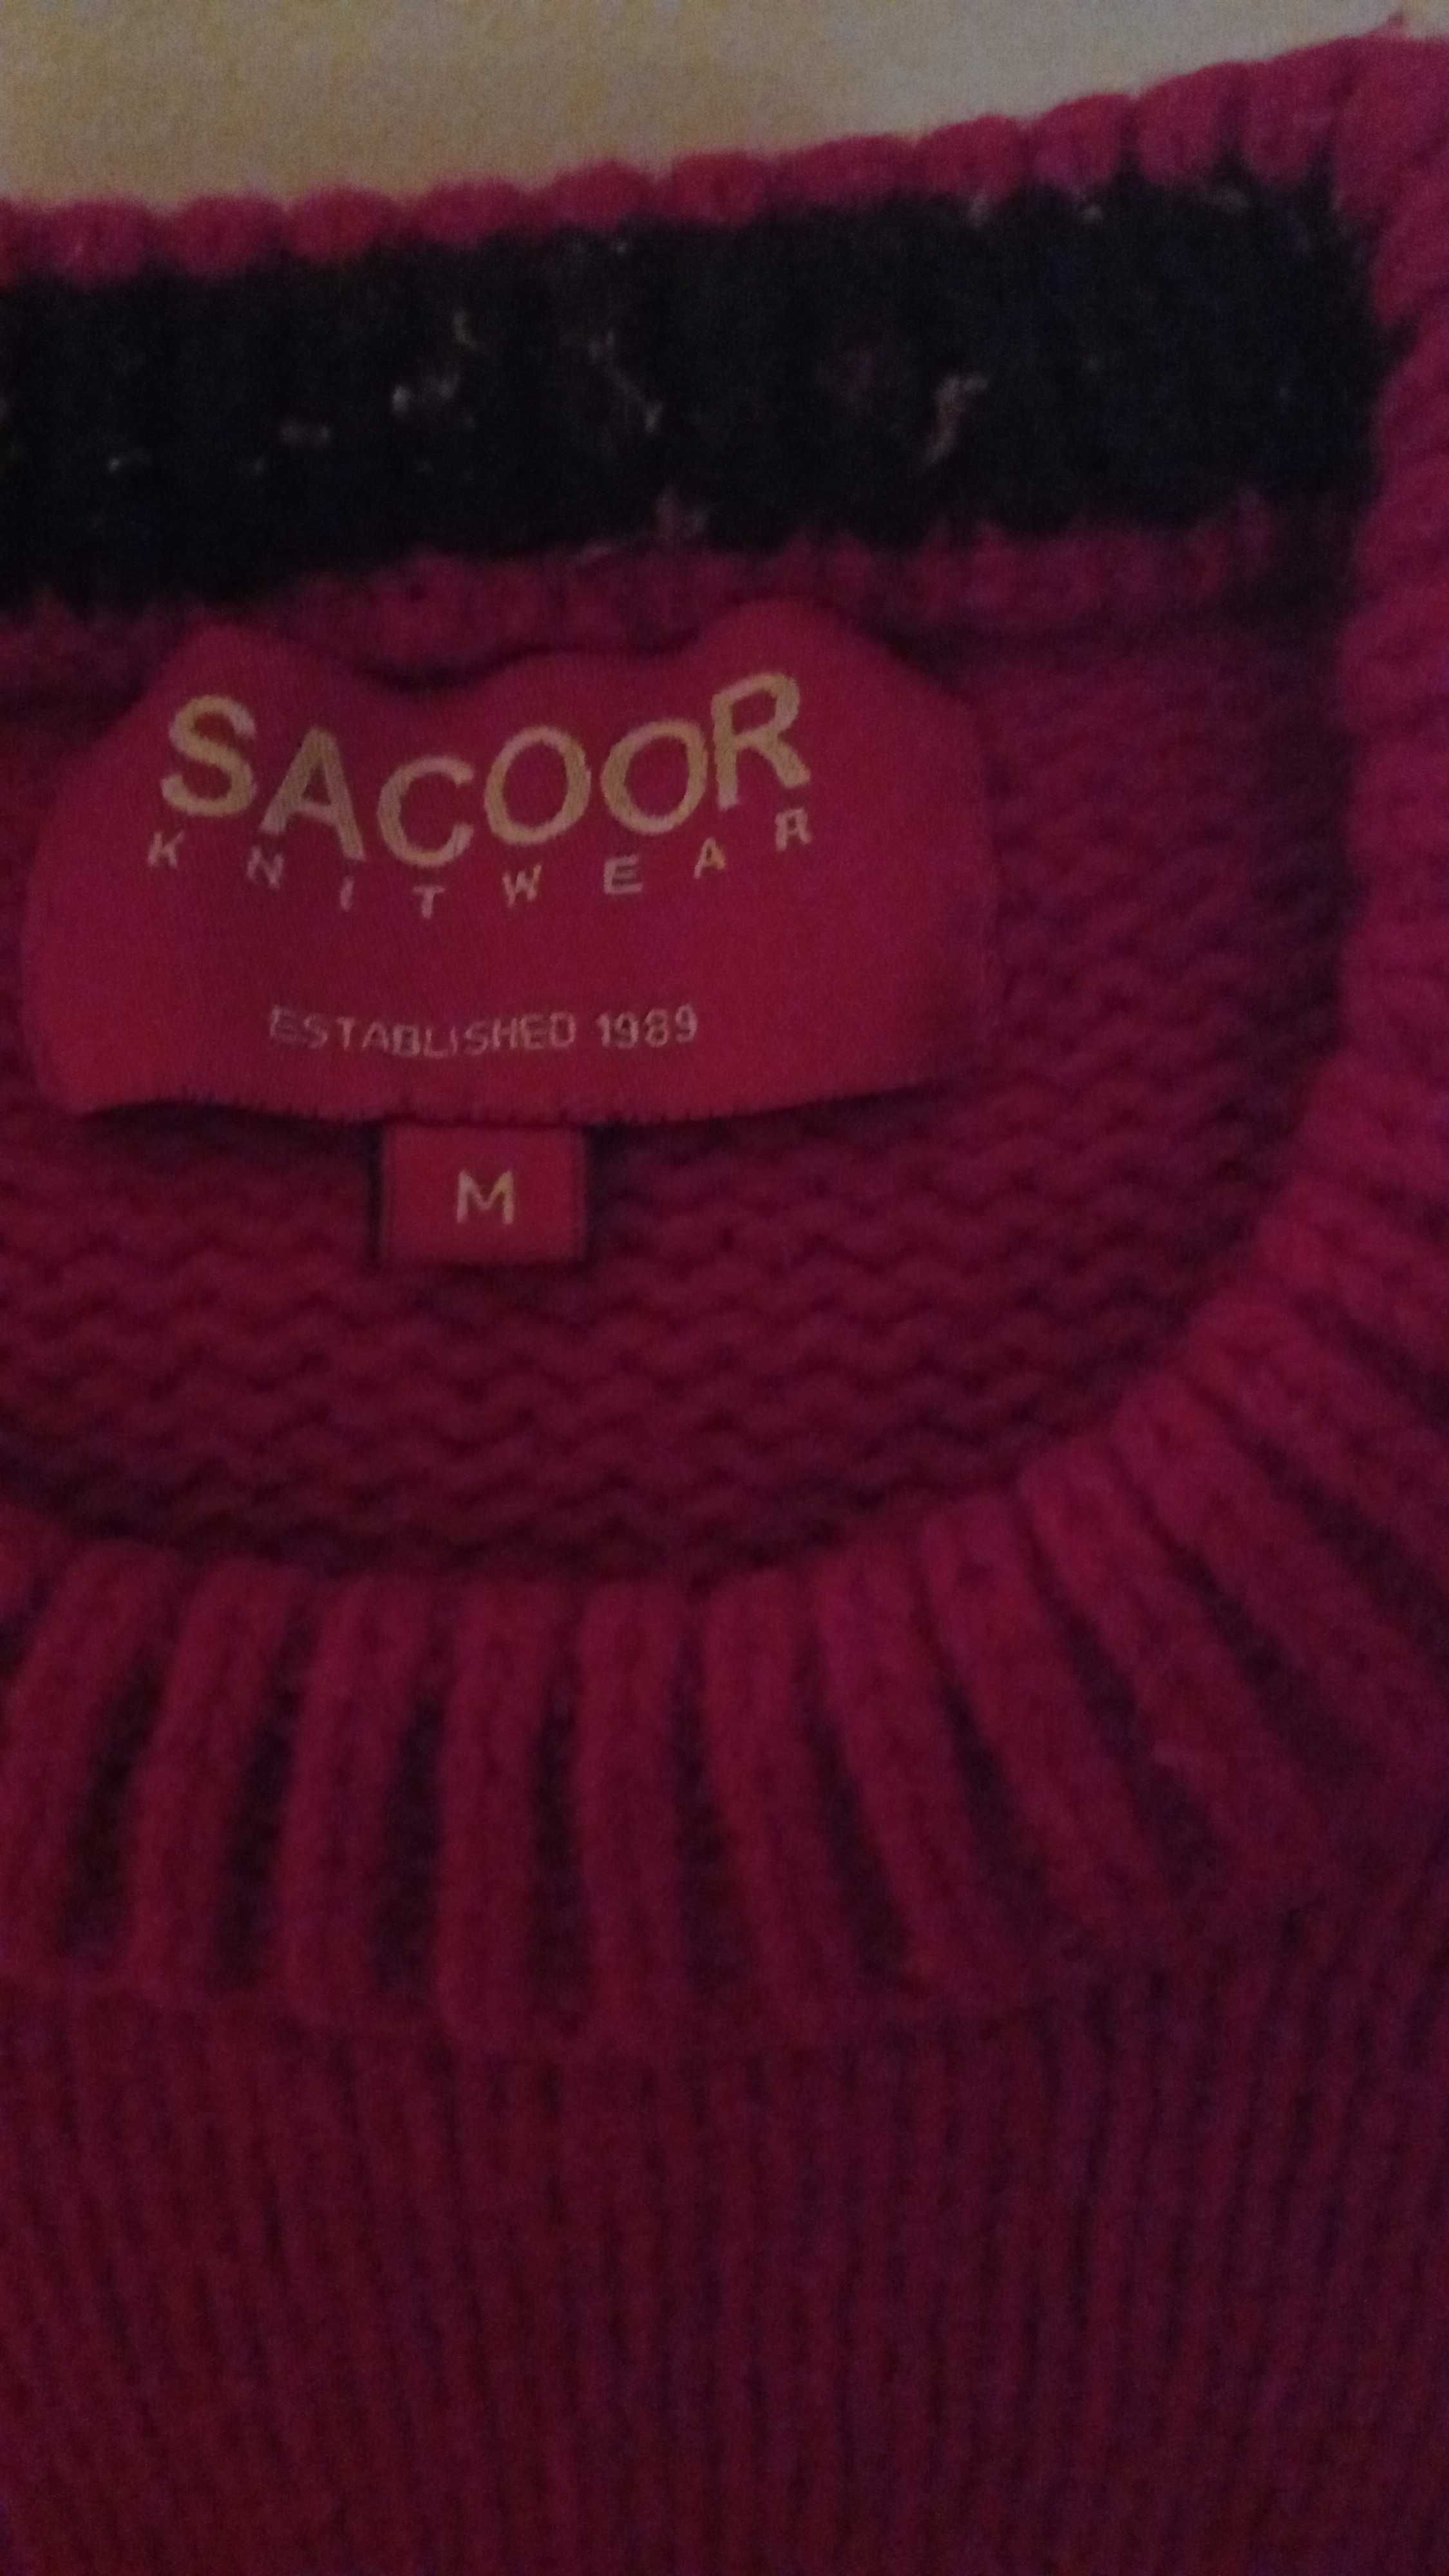 SACOOR
KNITWEAR
ESTABLISHED 1989
M